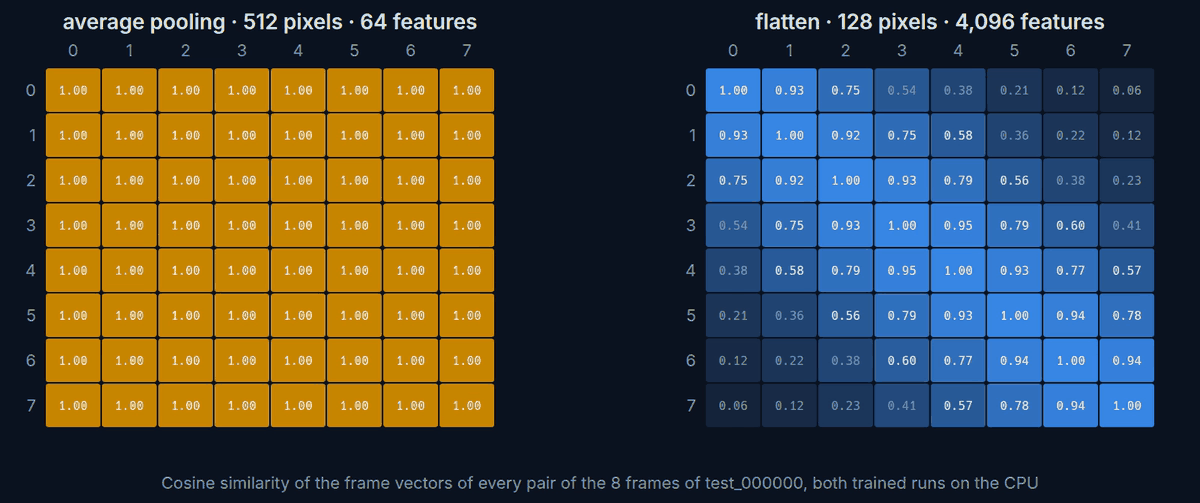 average pooling · 512 pixels · 64 features
0 1 2 3 4 5 6 7
0 1.00 1.00 1.00 1.00 1.00 1.00 1.00 1.00
1 1.00 1.00 1.00 1.00 1.00 1.00 1.00 1.00
2 1.00 1.00 1.00 1.00 1.00 1.00 1.00 1.00
3 1.00 1.00 1.00 1.00 1.00 1.00 1.00 1.00
4 1.00 1.00 1.00 1.00 1.00 1.00 1.00 1.00
5 1.00 1.00 1.00 1.00 1.00 1.00 1.00 1.00
6 1.00 1.00 1.00 1.00 1.00 1.00 1.00 1.00
7 1.00 1.00 1.00 1.00 1.00 1.00 1.00 1.00
flatten · 128 pixels · 4,096 features
0 1 2 3 4 5 6 7
0 1.00 0.93 0.75 0.54 0.38 0.21 0.12 0.06
1 0.93 1.00 0.92 0.75 0.58 0.36 0.22 0.12
2 0.75 0.92 1.00 0.93 0.79 0.56 0.38 0.23
3 0.54 0.75 0.93 1.00 0.95 0.79 0.60 0.41
4 0.38 0.58 0.79 0.95 1.00 0.93 0.77 0.57
5 0.21 0.36 0.56 0.79 0.93 1.00 0.94 0.78
6 0.12 0.22 0.38 0.60 0.77 0.94 1.00 0.94
7 0.06 0.12 0.23 0.41 0.57 0.78 0.94 1.00
Cosine similarity of the frame vectors of every pair of the 8 frames of test_000000, both trained runs on the CPU